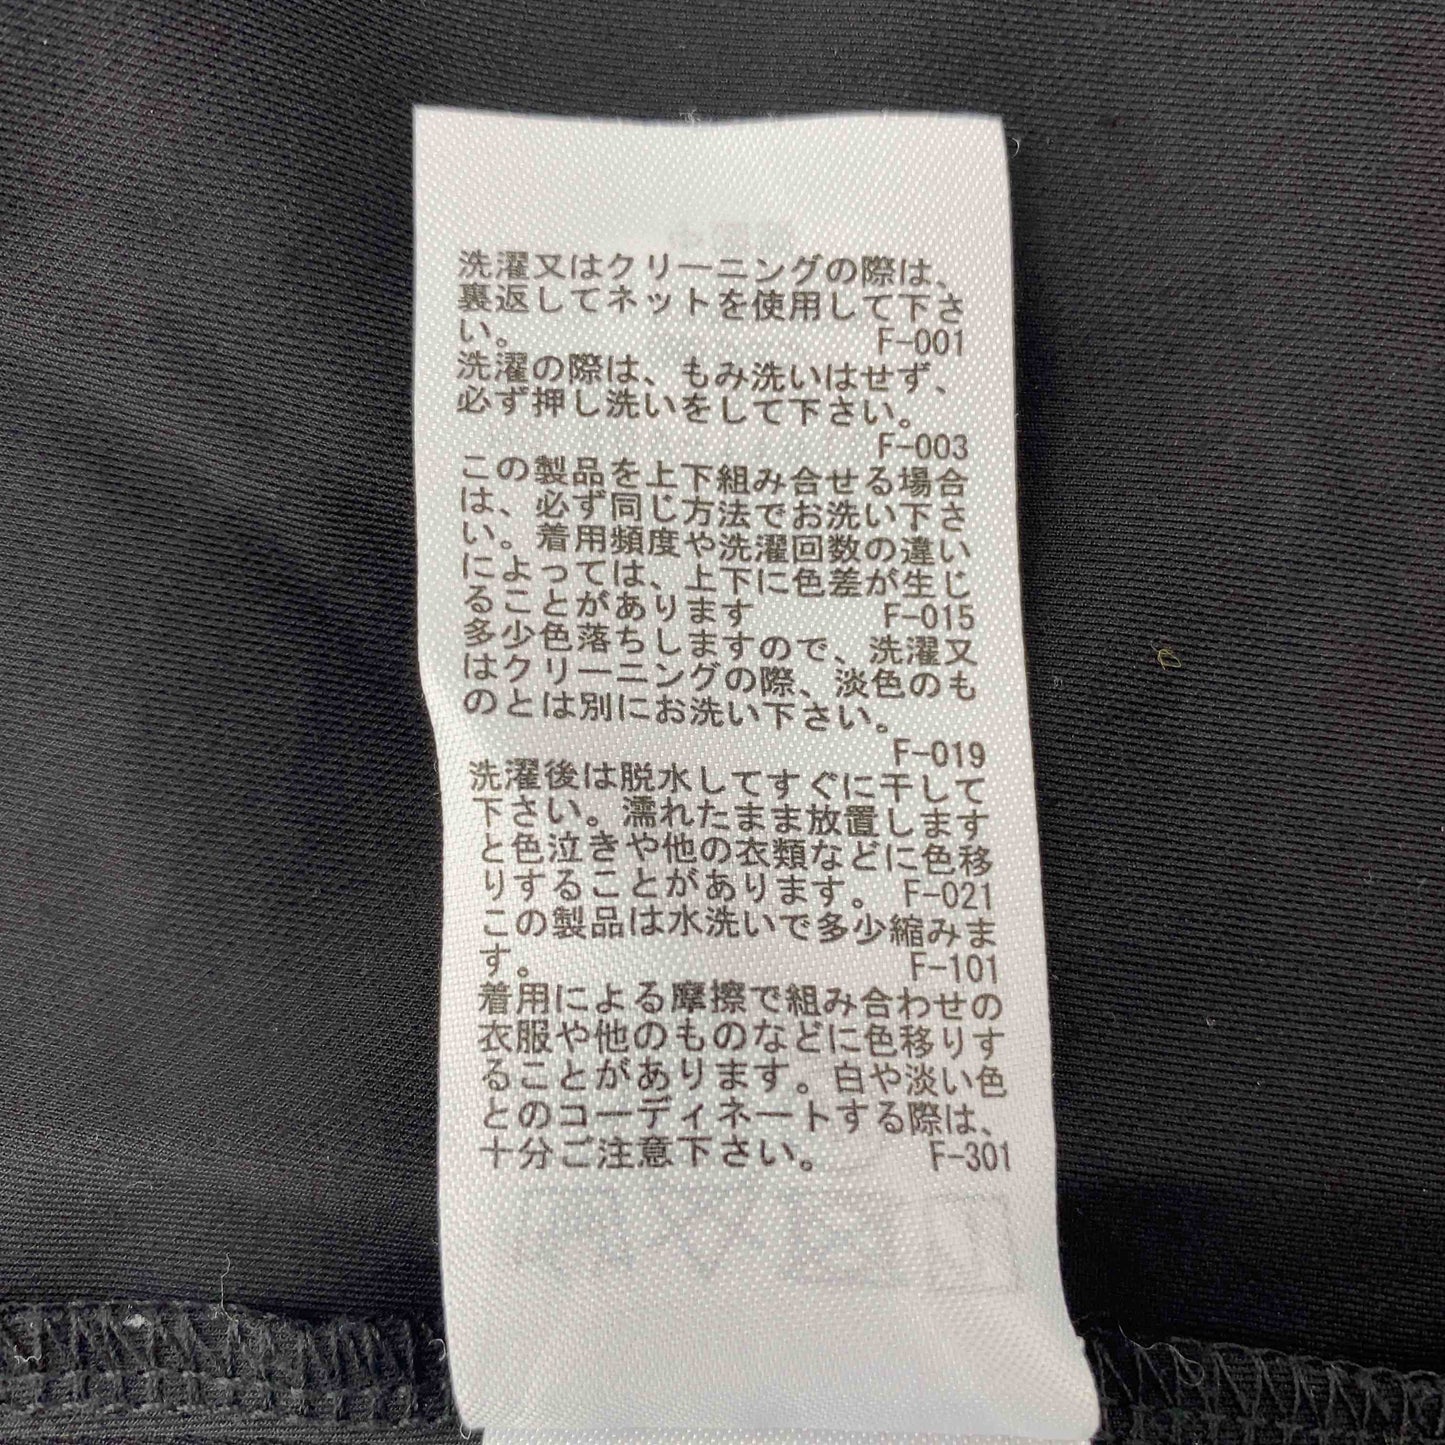 洗濯又はクリーニングの際は、
裏返してネットを使用して下さ
い。 F-001
洗濯の際は、もみ洗いはせず、
必ず押し洗いをして下さい。
F-003
この製品を上下組み合せる場合
は、必ず同じ方法でお洗い下さ
い。着用頻度や洗濯回数の違い
によっては、上下に色差が生じ
ることがあります F-015
多少色落ちしますので、洗濯又
はクリーニングの際、淡色のも
のとは別にお洗い下さい。
F-019
洗濯後は脱水してすぐに干して
下さい。濡れたまま放置します
と色泣きや他の衣類などに色移
りすることがあります。 F-021
この製品は水洗いで多少縮みま
す。 F-101
着用による摩擦で組み合わせの
衣服や他のものなどに色移りす
ることがあります。白や淡い色
とのコーディネートする際は、
十分ご注意下さい。 F-301